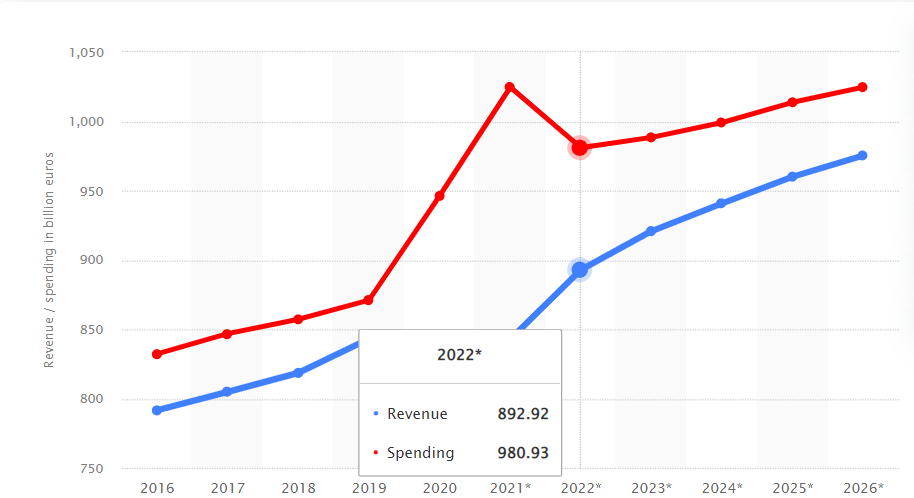 1,050
1,000
950
900
850
800
750
Revenue / spending in billion euros
2022*
Revenue 892.92
Spending 980.93
2016 2017 2018 2019 2020 2021* 2022* 2023* 2024* 2025* 2026*